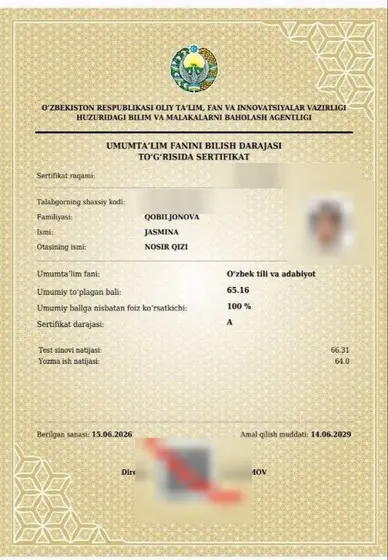 O‘ZBEKISTON RESPUBLIKASI OLIY TA‘LIM, FAN VA INNOVATSIYALAR VAZIRLIGI
HUZURIDAGI BILIM VA MALAKALARNI BAHOLASH AGENTLIGI
UMUMTA‘LIM FANINI BILISH DARAJASI
TO‘G‘RISIDA SERTIFIKAT
Sertifikat raqami:
Talabgorning shaxsiy kodi:
Familiyasi: QOBILJONOVA
Ismi: JASMINA
Otasining ismi: NOSIR QIZI
Umumta‘lim fani: O‘zbek tili va adabiyot
Umumiy to‘plagan bali: 65.16
Umumiy ballga nisbatan foiz ko‘rsatkichi: 100 %
Sertifikat darajasi: A
Test sinovi natijasi: 66.31
Yozma ish natijasi: 64.0
Berilgan sanasi: 15.06.2026 Amal qilish muddati: 14.06.2029